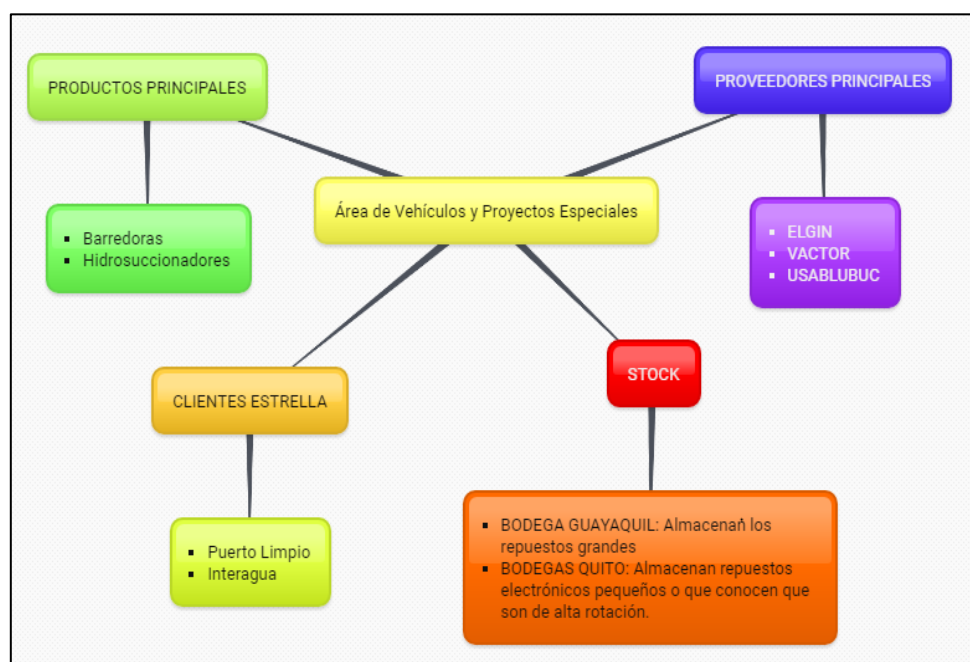 PRODUCTOS PRINCIPALES
PROVEEDORES PRINCIPALES
Área de Vehículos y Proyectos Especiales
▪ Barredoras
▪ Hidrosuccionadores
▪ ELGIN
▪ VACTOR
▪ USABLUBUC
CLIENTES ESTRELLA
STOCK
▪ Puerto Limpio
▪ Interagua
▪ BODEGA GUAYAQUIL: Almacenan los
repuestos grandes
▪ BODEGAS QUITO: Almacenan repuestos
electrónicos pequeños o que conocen que
son de alta rotación.